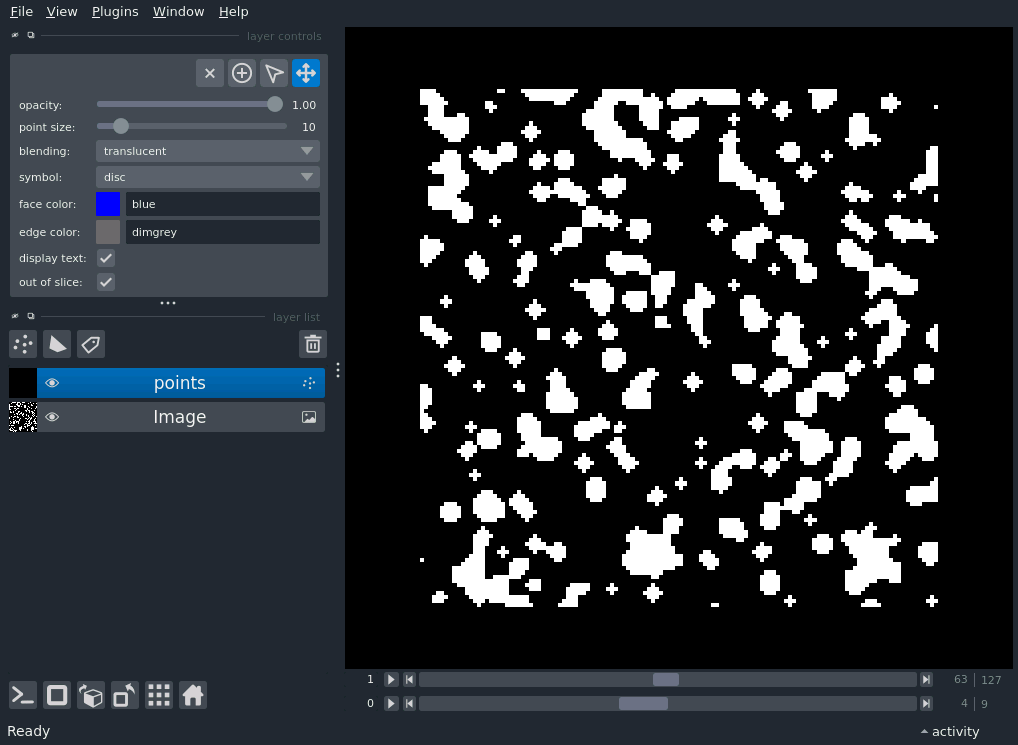 File View Plugins Window Help
layer controls
opacity: 1.00
point size: 10
blending: translucent
symbol: disc
face color: blue
edge color: dimgrey
display text:
out of slice:
layer list
points
Image
1 63 127
0 4 9
Ready activity